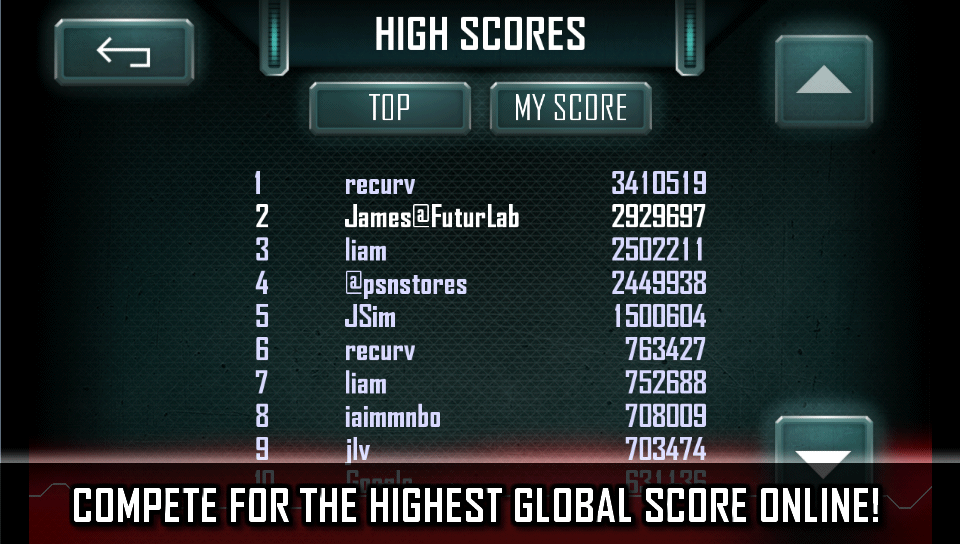 HIGH SCORES
TOP MY SCORE
1 recurv 3410519
2 James@FuturLab 2929697
3 liam 2502211
4 @psnstores 2449938
5 JSim 1500604
6 recurv 763427
7 liam 752688
8 iaimmnbo 708009
9 jlv 703474
10
COMPETE FOR THE HIGHEST GLOBAL SCORE ONLINE!